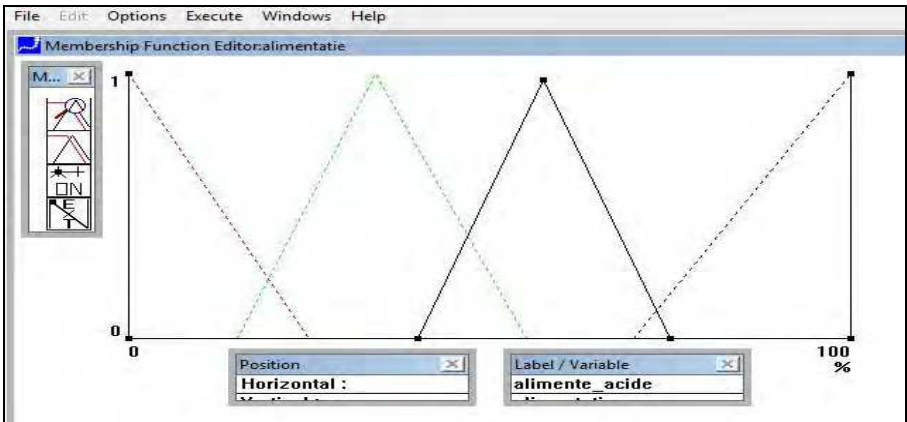 File Edit Options Execute Windows Help
Membership Function Editor:alimentatie
M...
1
ON
E
X
T
0
0
100
%
Position
Horizontal :
Label / Variable
alimente_acide